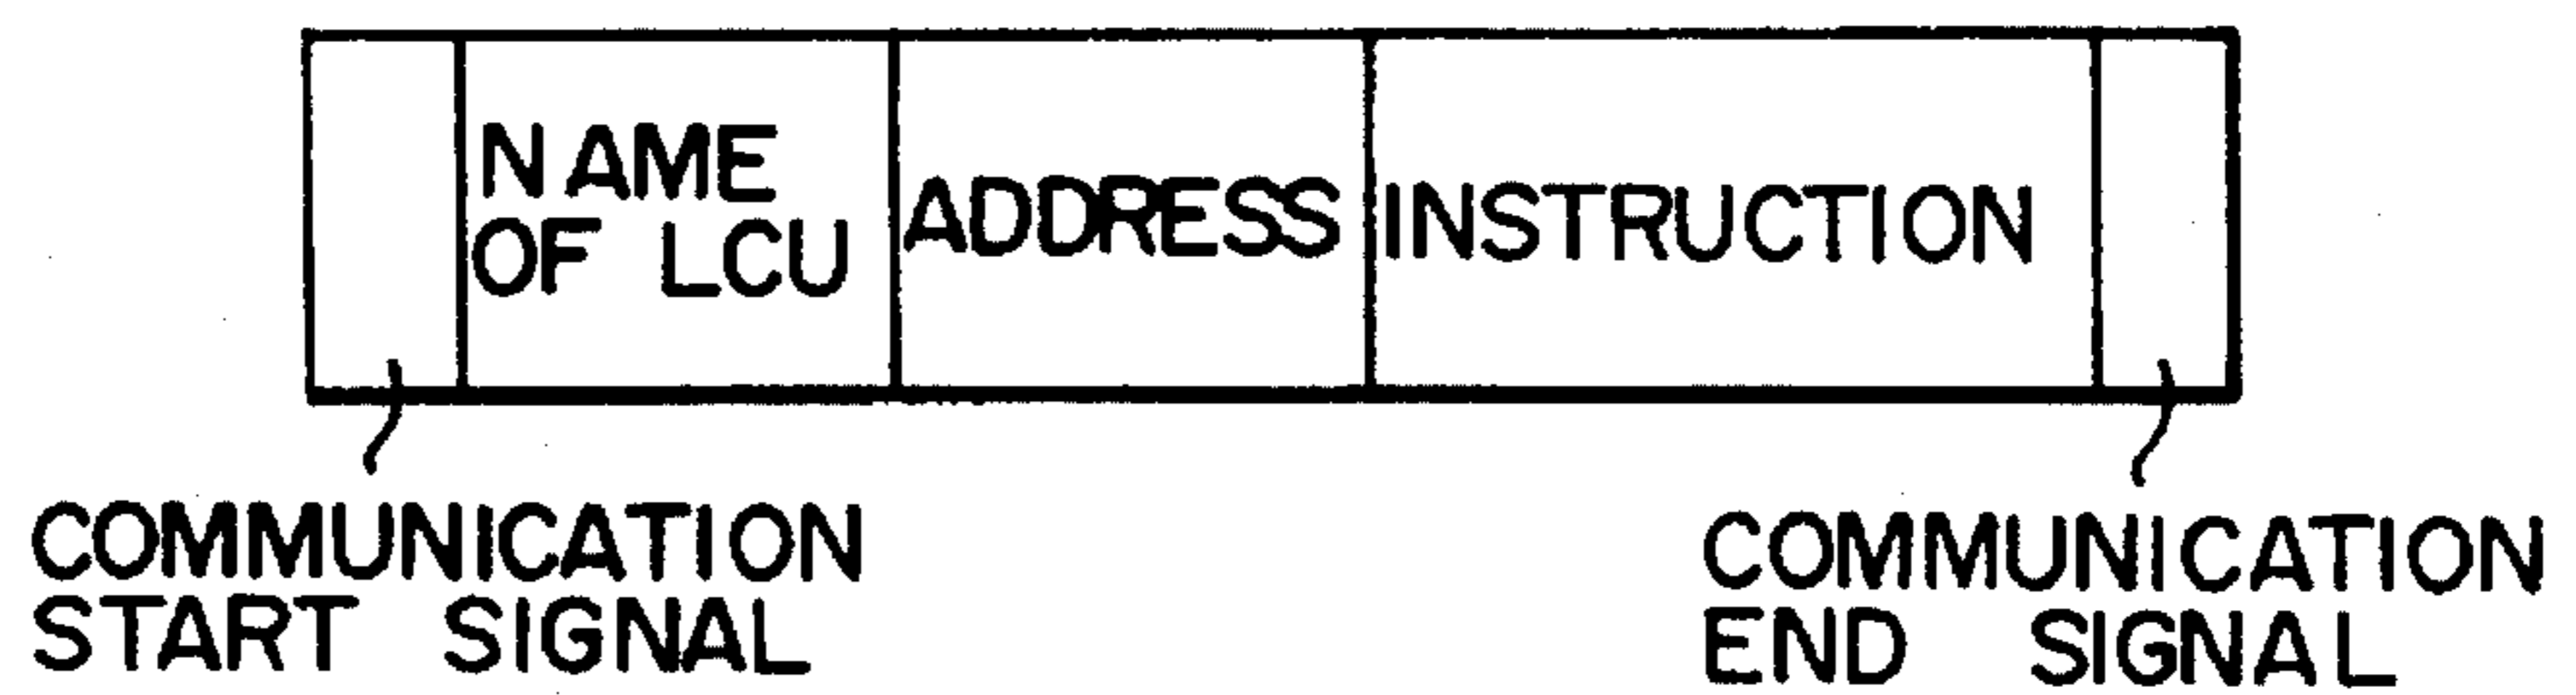 NAME
OF LCU
ADDRESS
INSTRUCTION
COMMUNICATION
START SIGNAL
COMMUNICATION
END SIGNAL